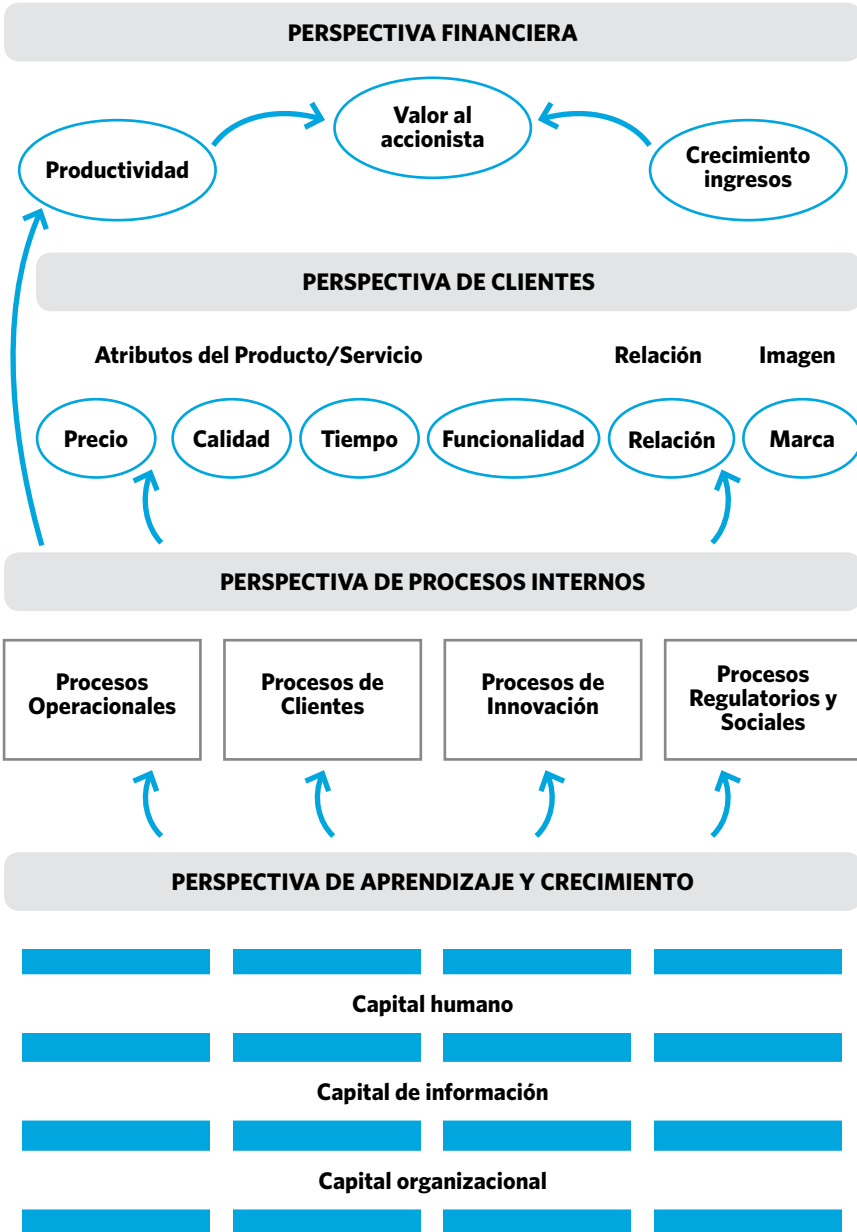 PERSPECTIVA FINANCIERA
Valor al
accionista
Productividad
Crecimiento
ingresos
PERSPECTIVA DE CLIENTES
Atributos del Producto/Servicio
Relación
Imagen
Precio
Calidad
Tiempo
Funcionalidad
Relación
Marca
PERSPECTIVA DE PROCESOS INTERNOS
Procesos
Operacionales
Procesos de
Clientes
Procesos de
Innovación
Procesos
Regulatorios y
Sociales
PERSPECTIVA DE APRENDIZAJE Y CRECIMIENTO
Capital humano
Capital de información
Capital organizacional